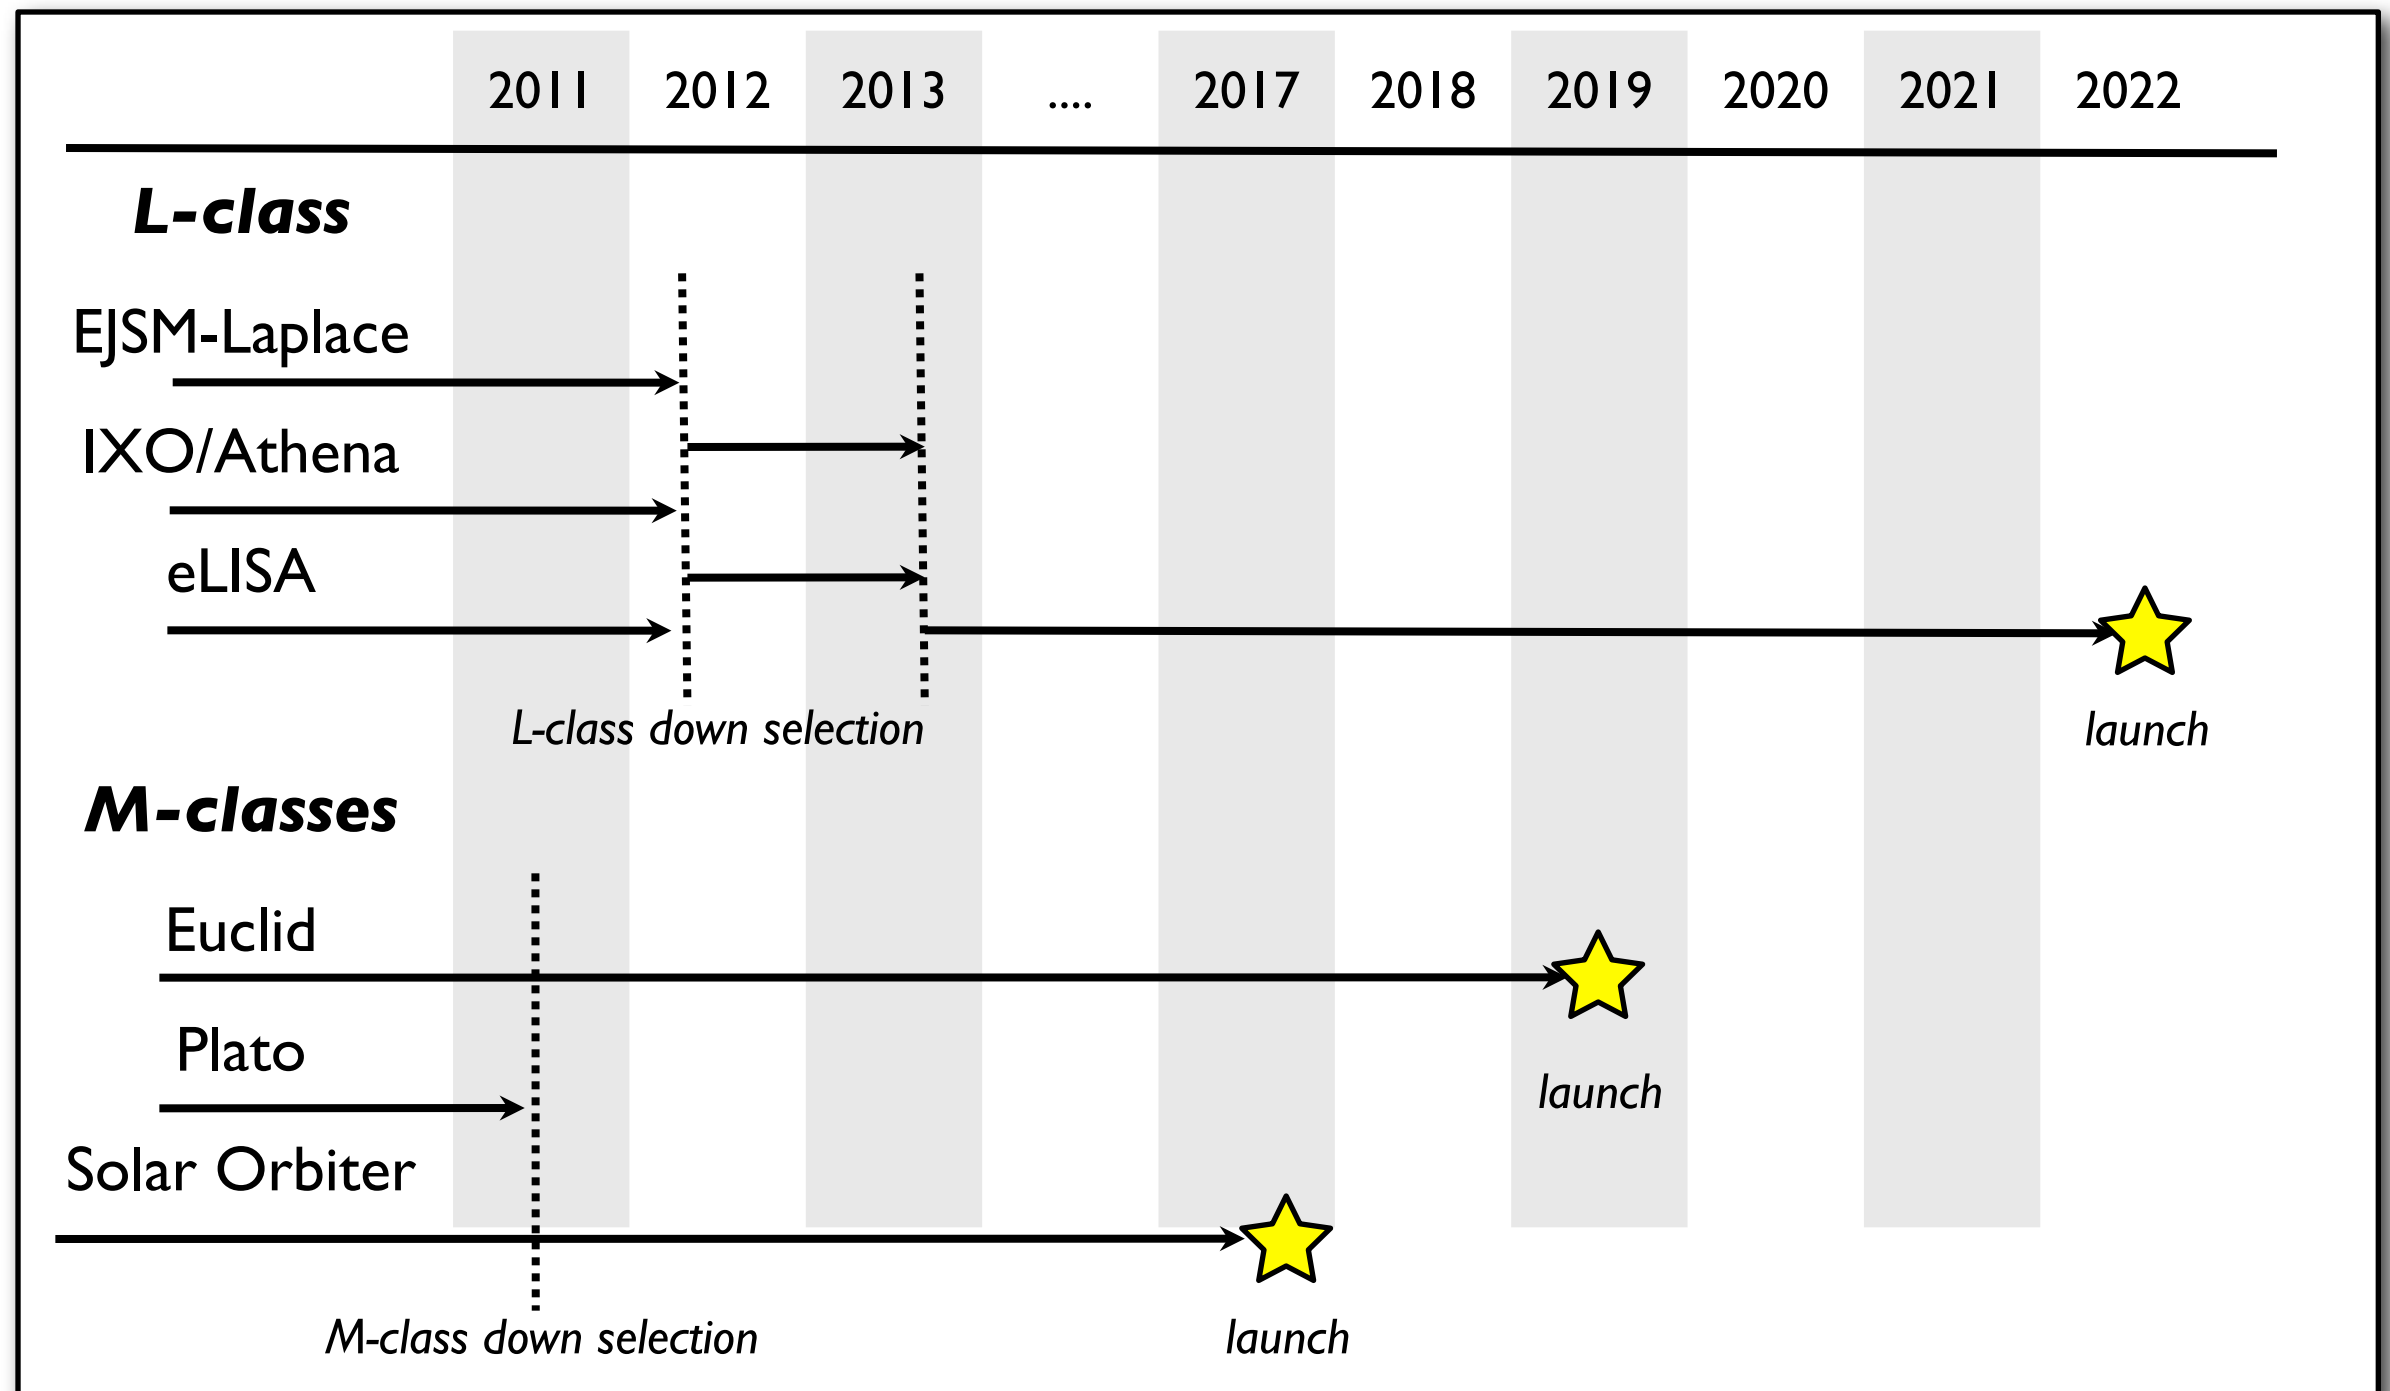 2011 2012 2013 .... 2017 2018 2019 2020 2021 2022
L-class
EJSM-Laplace
IXO/Athena
eLISA
L-class down selection launch
M-classes
Euclid
Plato
launch
Solar Orbiter
M-class down selection launch